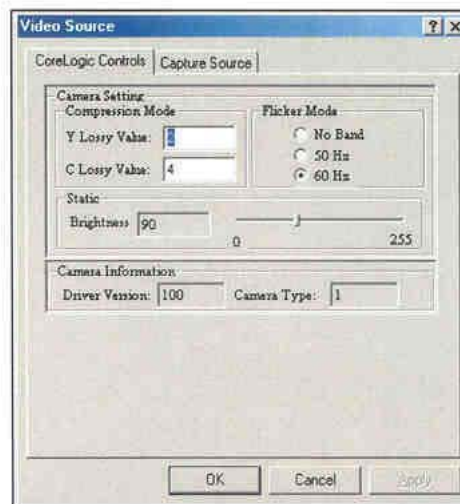 Video Source
CoreLogic Controls Capture Source
Camera Setting
Compression Mode
Y Lossy Value: 2
C Lossy Value: 4
Flicker Mode
No Band
50 Hz
60 Hz
Static
Brightness 90
0 255
Camera Information
Driver Version: 100 Camera Type: 1
OK Cancel Apply